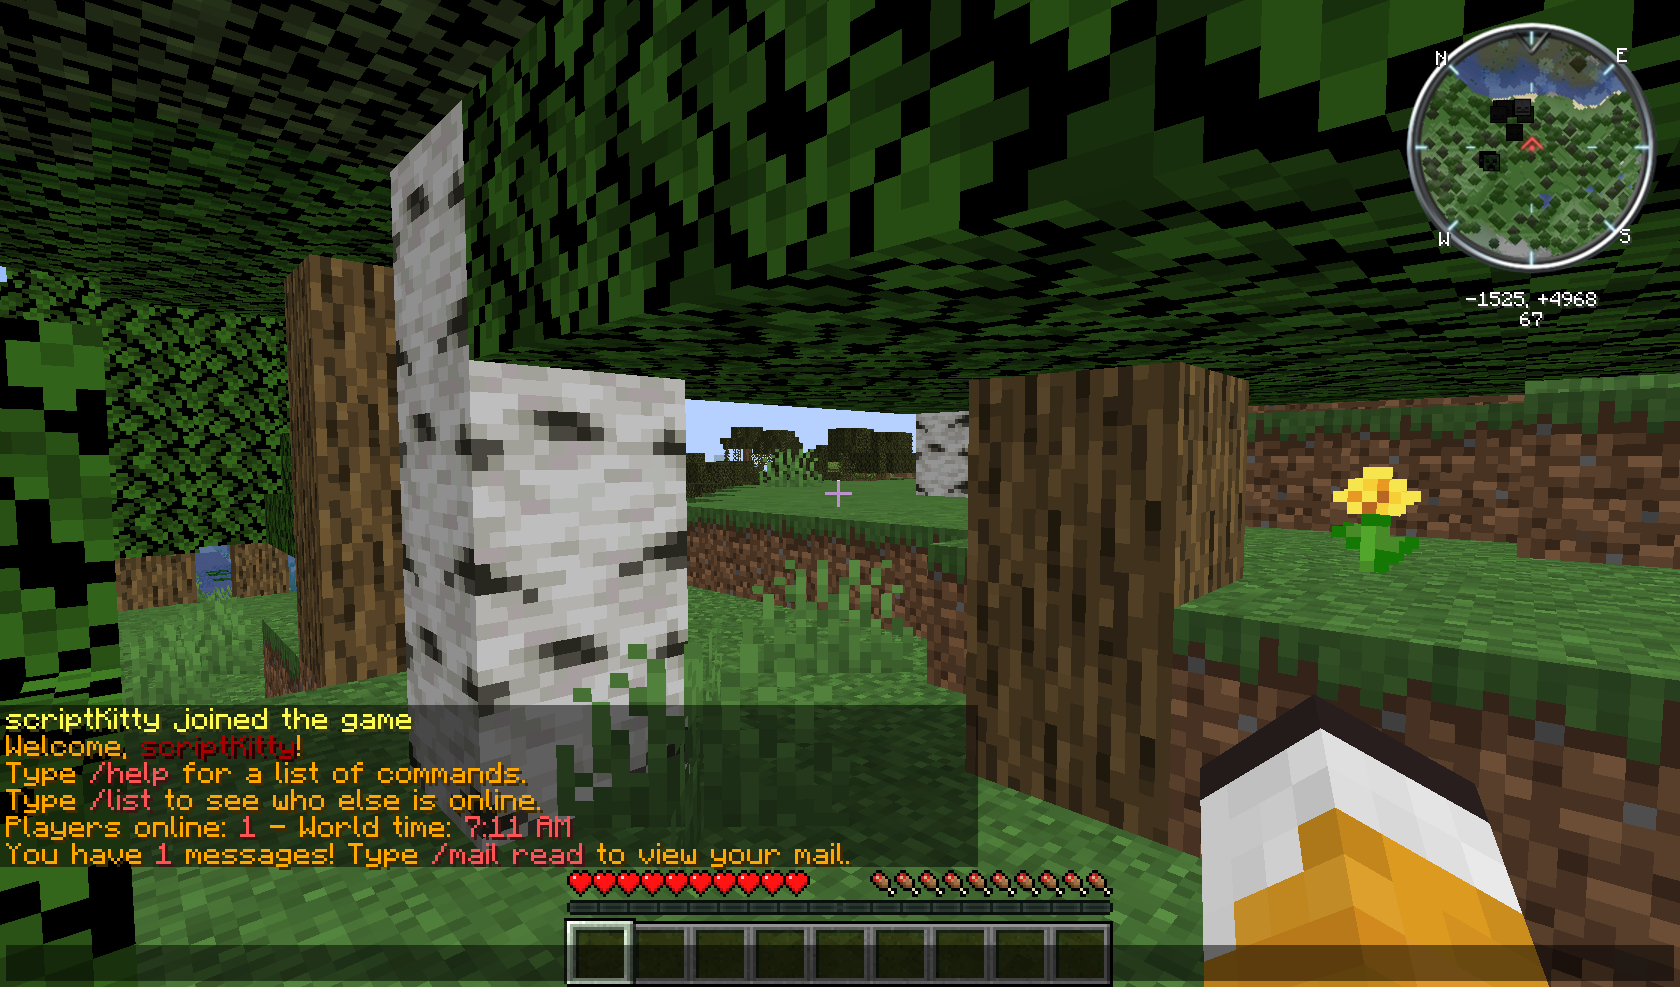 N
E
W
S
-1525, +4968
67
scriptKitty joined the game
Welcome, scriptKitty!
Type /help for a list of commands.
Type /list to see who else is online.
Players online: 1 - World time: 7:11 AM
You have 1 messages! Type /mail read to view your mail.